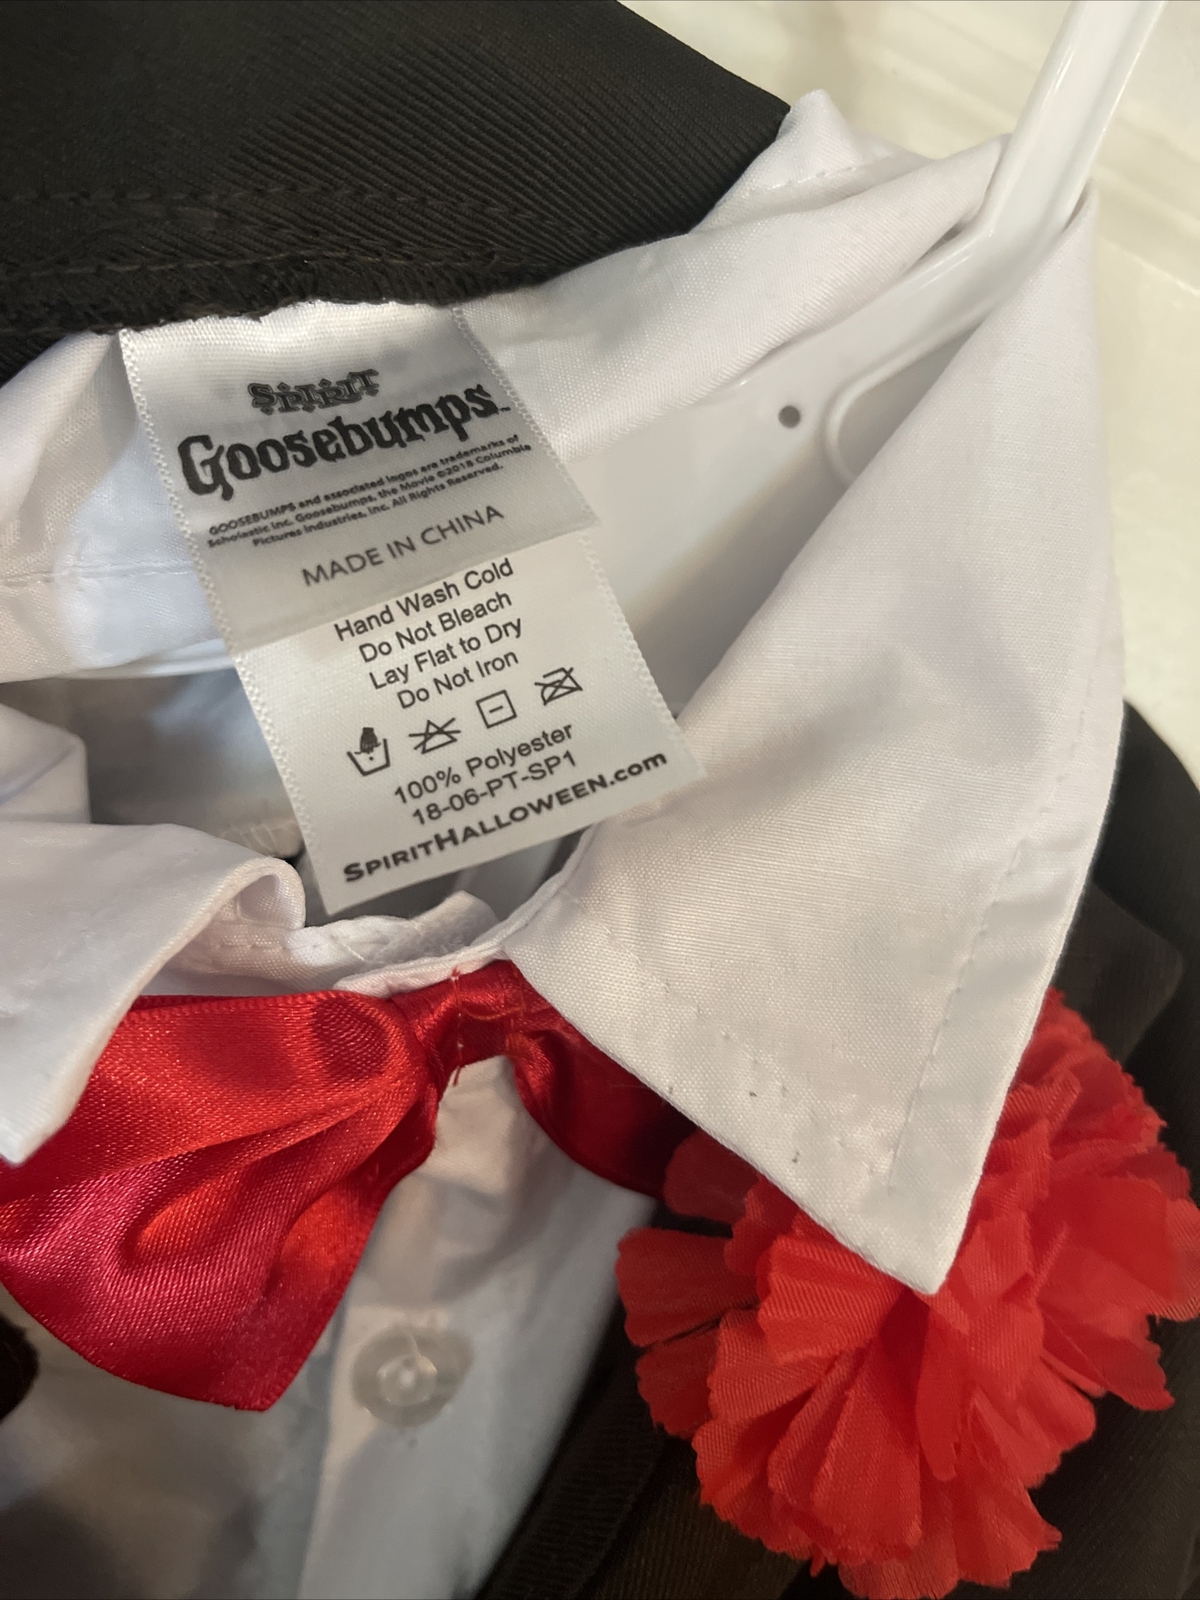 SPIRIT
Goosebumps™
GOOSEBUMPS and associated logos are trademarks of
Scholastic Inc. Goosebumps, the Movie ©2018 Columbia
Pictures Industries, Inc. All Rights Reserved.
MADE IN CHINA
Hand Wash Cold
Do Not Bleach
Lay Flat to Dry
Do Not Iron
100% Polyester
18-06-PT-SP1
SPIRITHALLOWEEN.com